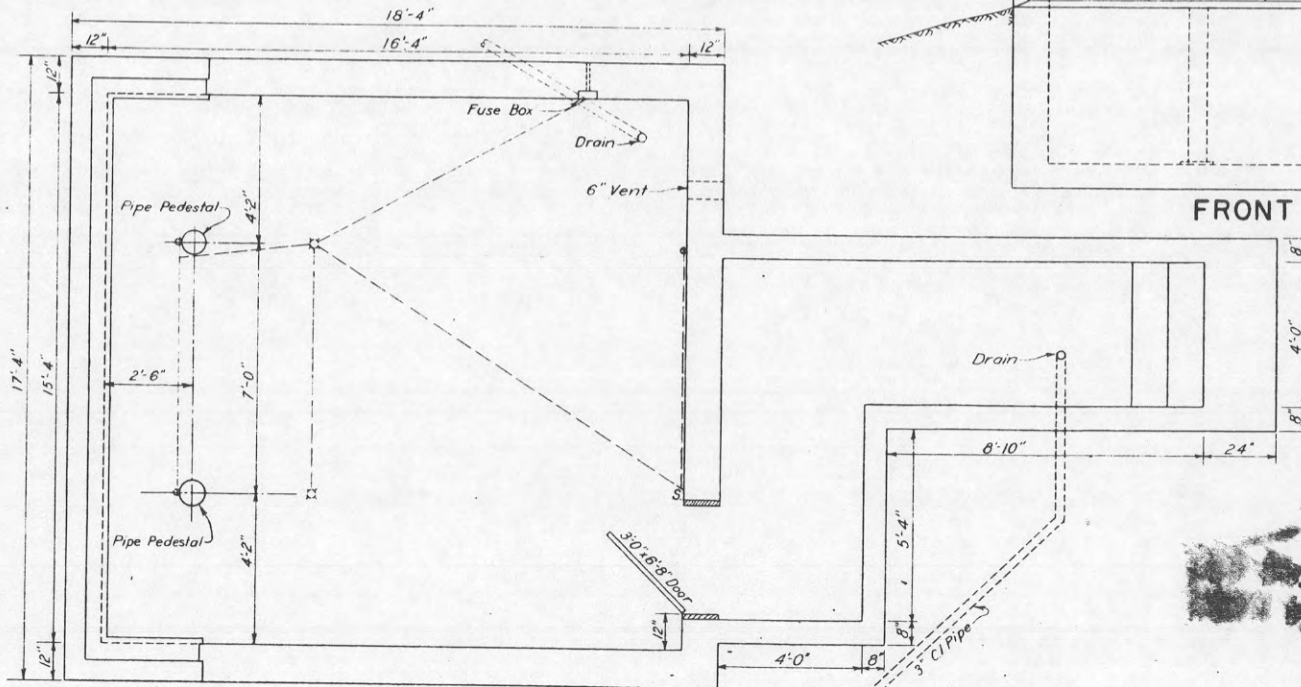 18'-4"
12"
16'-4"
12"
12"
Fuse Box
Drain
6" Vent
FRONT
Pipe Pedestal
4'-2"
8"
17'-4"
15'-4"
2'-6"
7'-0"
Drain
4'-0"
8"
8'-10"
24"
5'-4"
S
Pipe Pedestal
4'-2"
3'-0"x6'-8" Door
12"
8"
3" C.I. Pipe
12"
4'-0"
8"